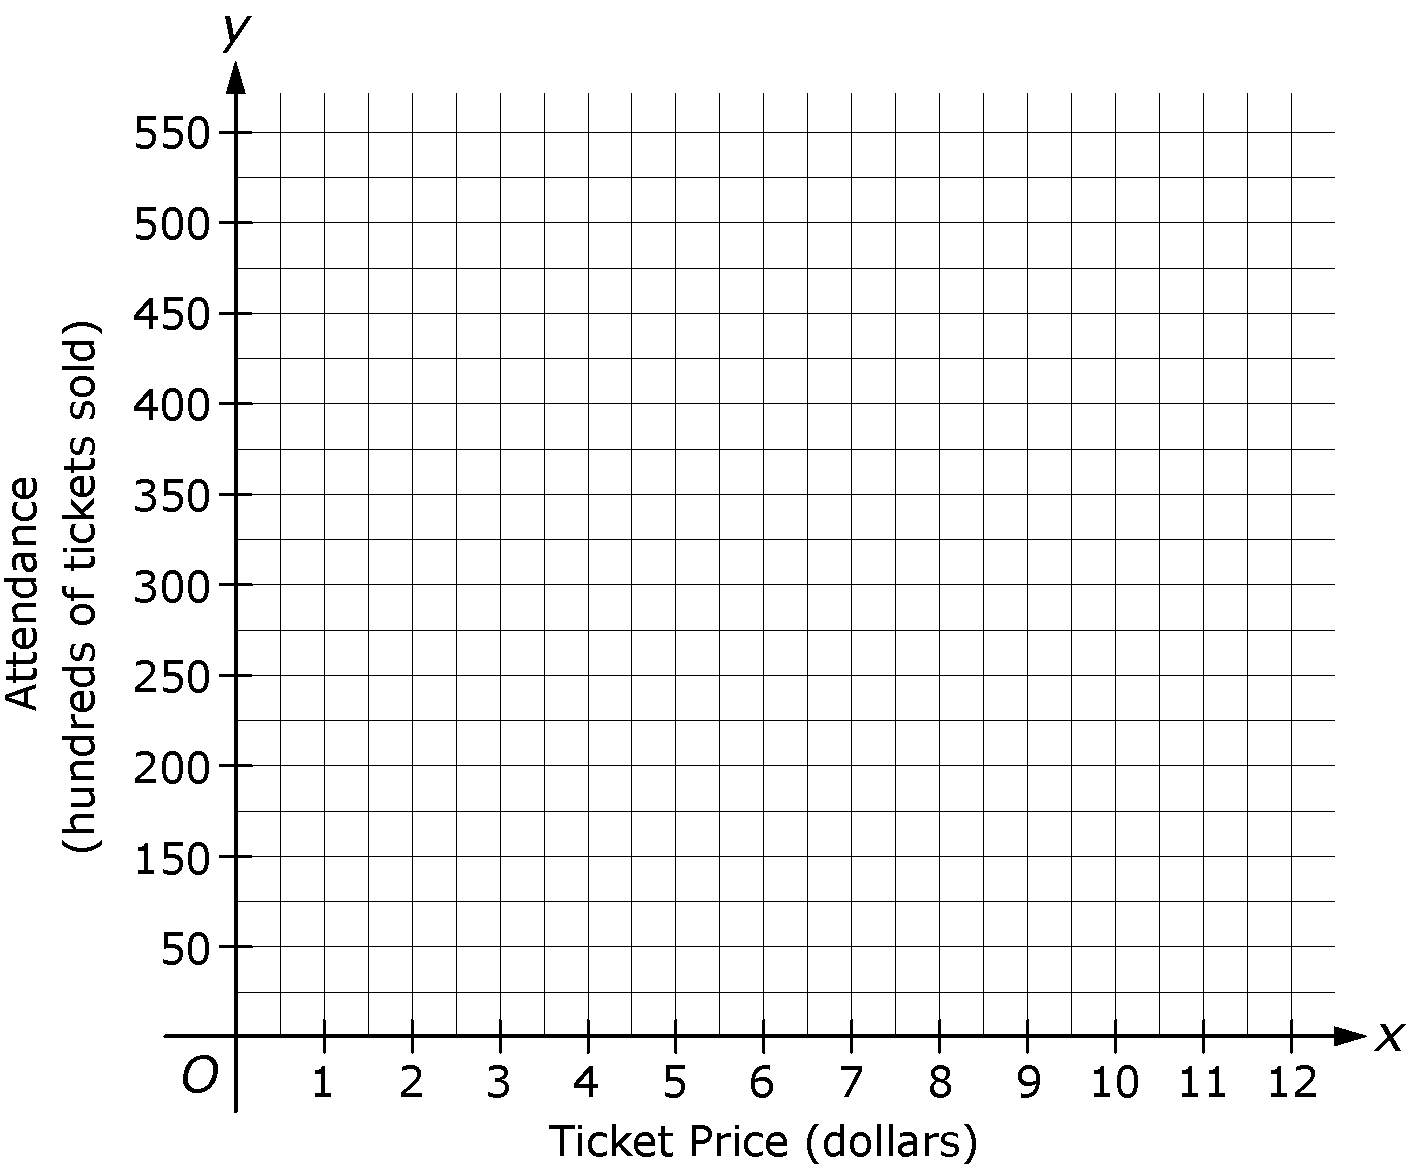 y
550
500
450
400
350
300
250
200
150
50
Attendance
(hundreds of tickets sold)
O
1 2 3 4 5 6 7 8 9 10 11 12
x
Ticket Price (dollars)